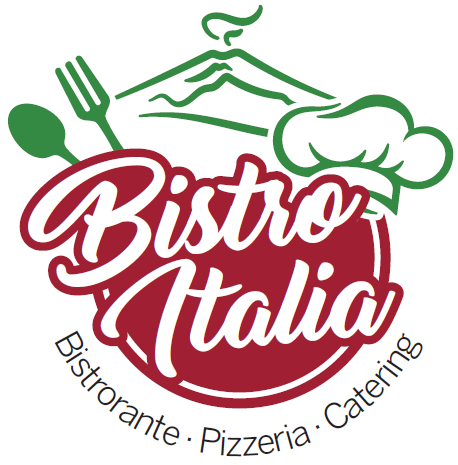 Bistro
Italia
Bistrorante · Pizzeria · Catering